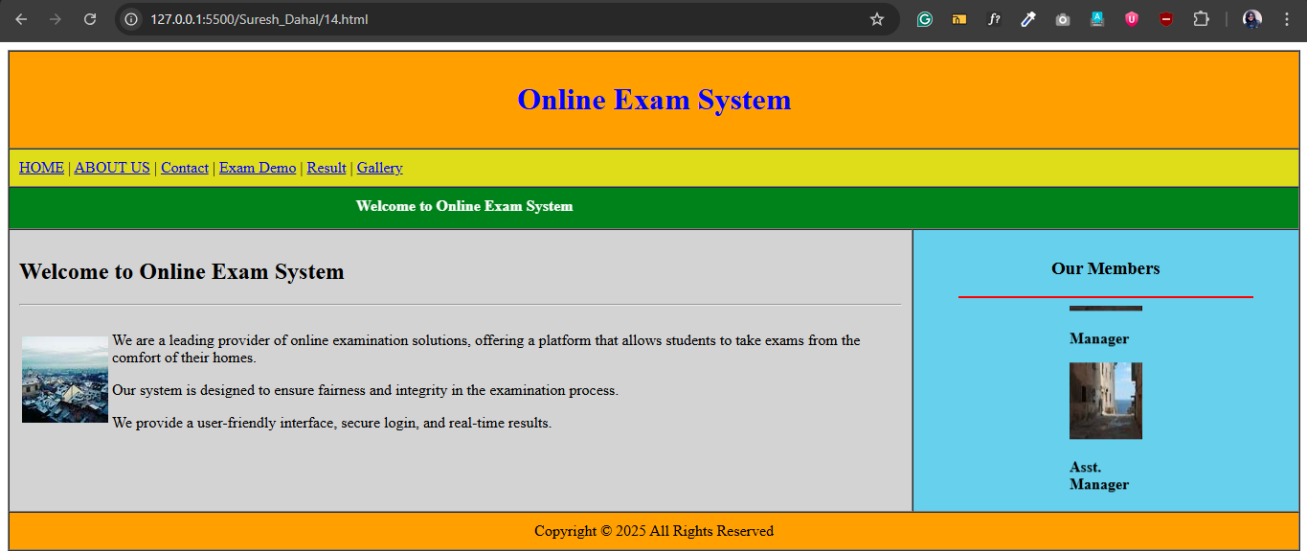 127.0.0.1:5500/Suresh_Dahal/14.html
Online Exam System
HOME | ABOUT US | Contact | Exam Demo | Result | Gallery
Welcome to Online Exam System
Welcome to Online Exam System
We are a leading provider of online examination solutions, offering a platform that allows students to take exams from the
comfort of their homes.
Our system is designed to ensure fairness and integrity in the examination process.
We provide a user-friendly interface, secure login, and real-time results.
Our Members
Manager
Asst.
Manager
Copyright © 2025 All Rights Reserved